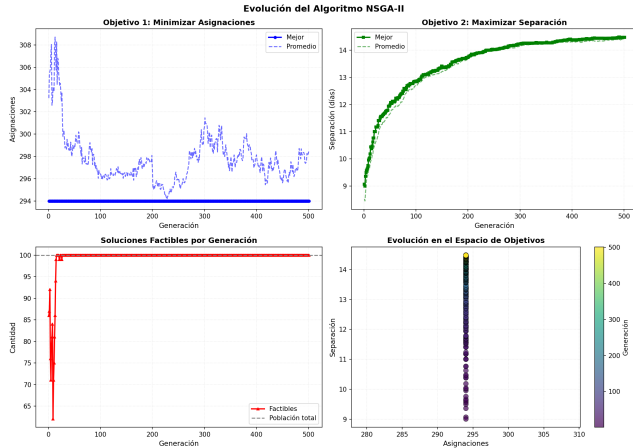 Evolución del Algoritmo NSGA-II
Objetivo 1: Minimizar Asignaciones
308
306
304
302
300
298
296
294
Asignaciones
Mejor
Promedio
0
100
200
300
400
500
Generación
Objetivo 2: Maximizar Separación
14
13
12
11
10
9
Separación (días)
Mejor
Promedio
0
100
200
300
400
500
Generación
Soluciones Factibles por Generación
100
95
90
85
80
75
70
65
Cantidad
Factibles
Población total
0
100
200
300
400
500
Generación
Evolución en el Espacio de Objetivos
14
13
12
11
10
9
Separación
280
285
290
295
300
305
310
Asignaciones
500
400
300
200
100
Generación